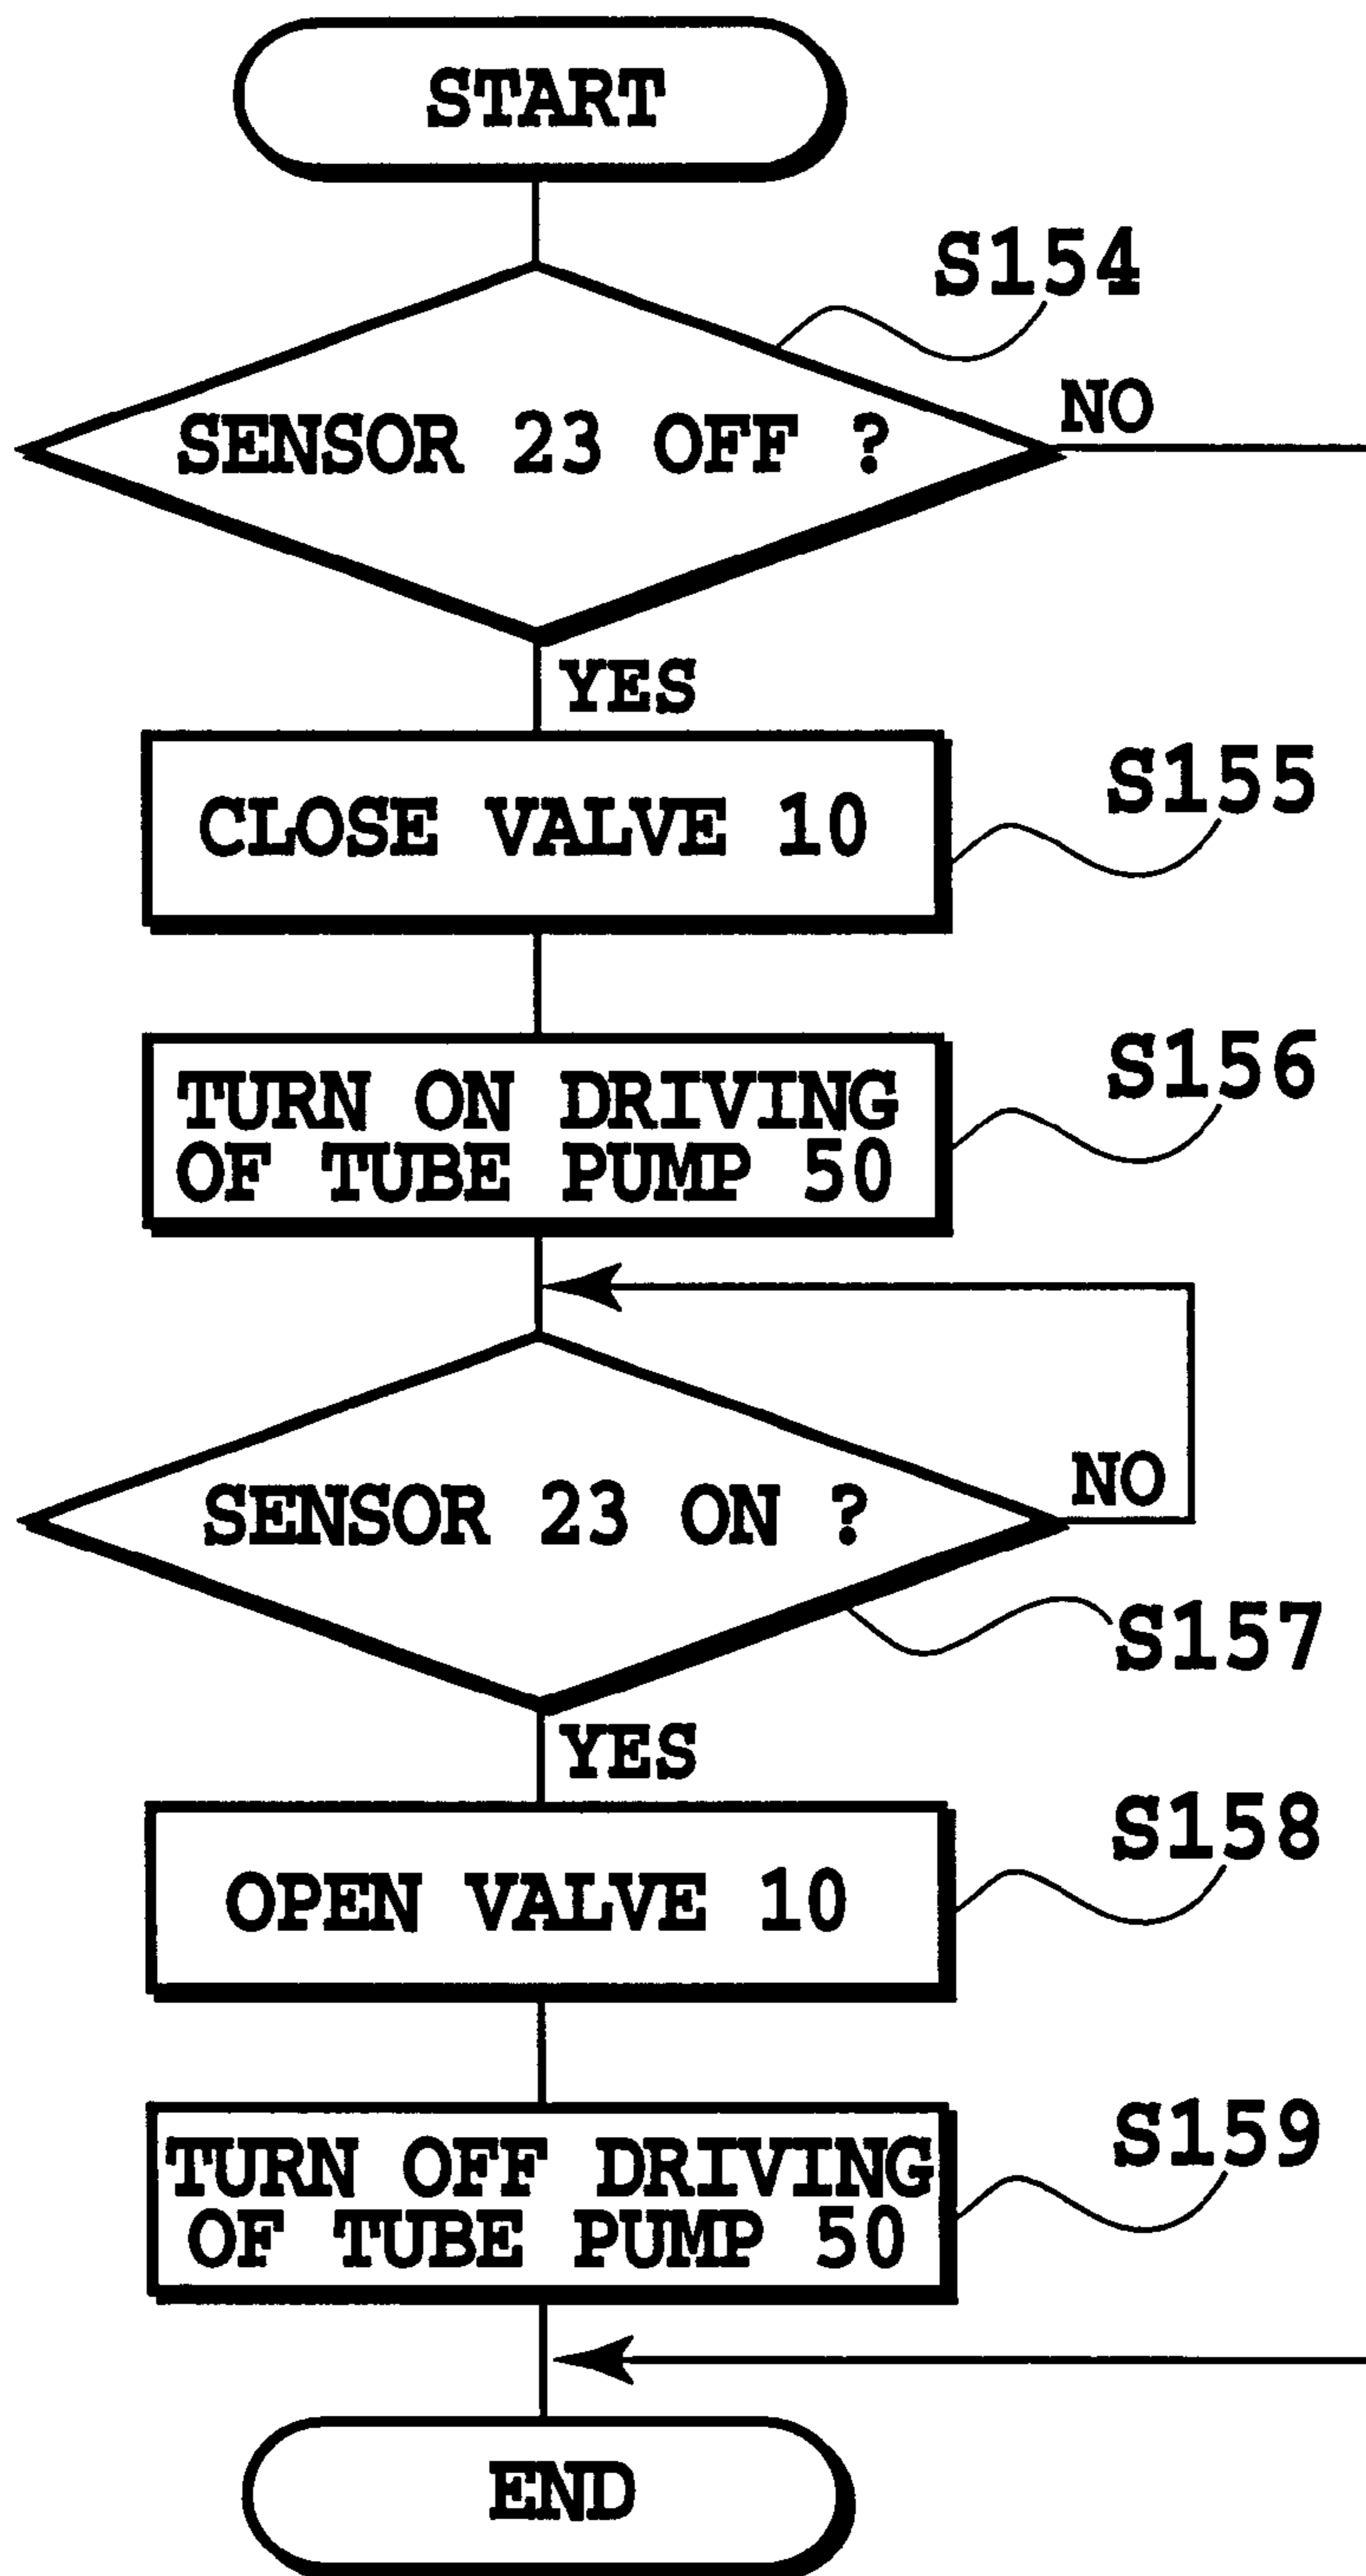 START
S154
NO
SENSOR 23 OFF ?
YES
CLOSE VALVE 10
S155
TURN ON DRIVING
OF TUBE PUMP 50
S156
SENSOR 23 ON ?
NO
S157
YES
OPEN VALVE 10
S158
TURN OFF DRIVING
OF TUBE PUMP 50
S159
END